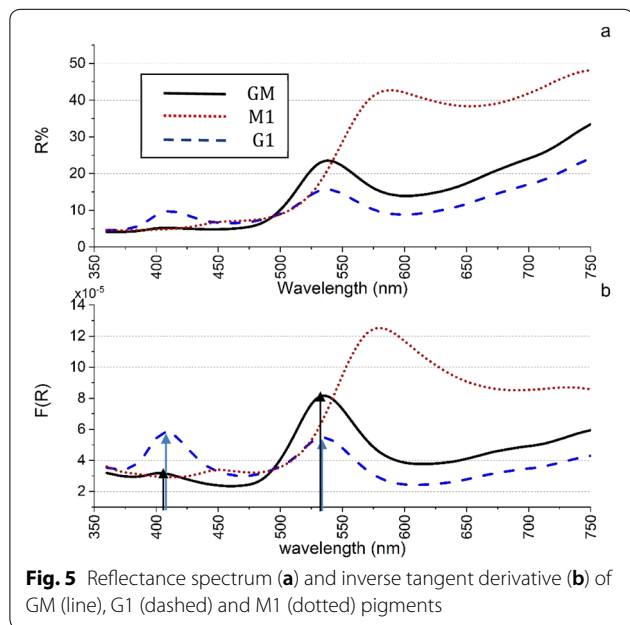 a
50
40
30
20
10
0
R%
GM
M1
G1
350 400 450 500 550 600 650 700 750
Wavelength (nm)
x10-5
b
14
12
10
8
6
4
2
F(R)
350 400 450 500 550 600 650 700 750
wavelength (nm)
Fig. 5 Reflectance spectrum (a) and inverse tangent derivative (b) of
GM (line), G1 (dashed) and M1 (dotted) pigments